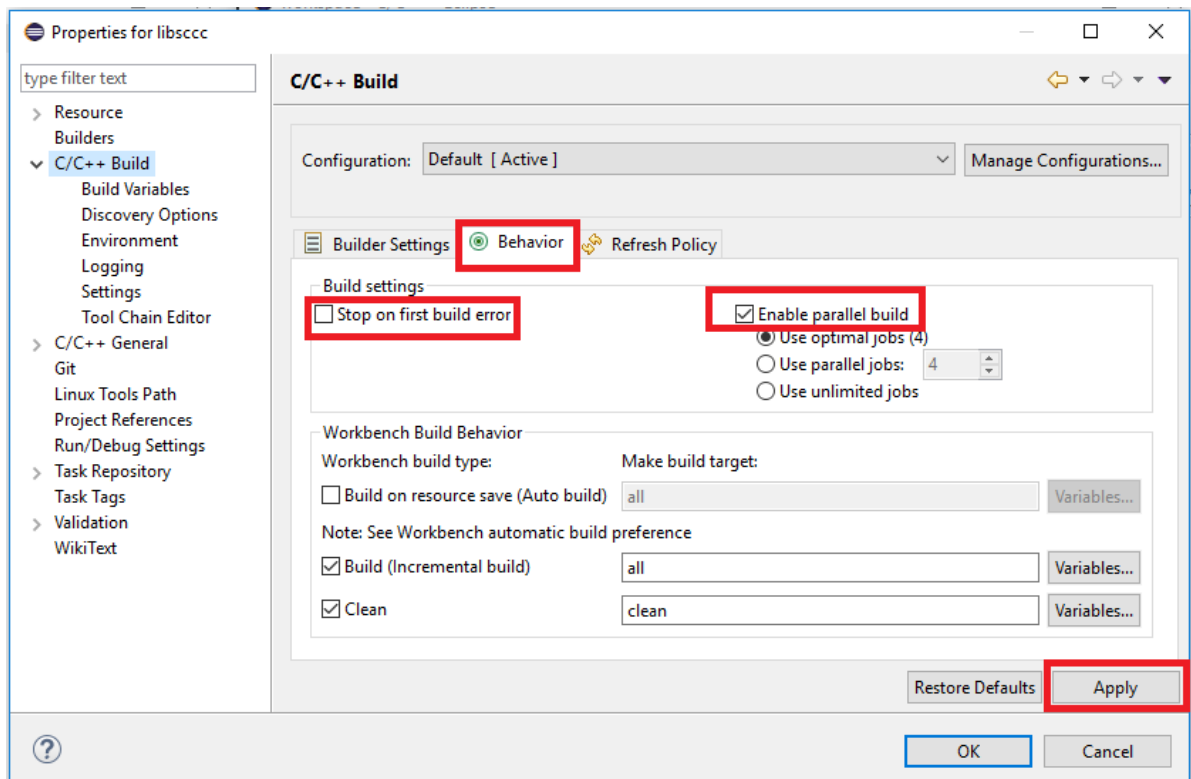 Properties for libsccc
type filter text
Resource
Builders
C/C++ Build
Build Variables
Discovery Options
Environment
Logging
Settings
Tool Chain Editor
C/C++ General
Git
Linux Tools Path
Project References
Run/Debug Settings
Task Repository
Task Tags
Validation
WikiText
C/C++ Build
Configuration: Default [ Active ] Manage Configurations...
Builder Settings Behavior Refresh Policy
Build settings
Stop on first build error Enable parallel build
Use optimal jobs (4)
Use parallel jobs: 4
Use unlimited jobs
Workbench Build Behavior
Workbench build type: Make build target:
Build on resource save (Auto build) all Variables...
Note: See Workbench automatic build preference
Build (Incremental build) all Variables...
Clean clean Variables...
Restore Defaults Apply
? OK Cancel